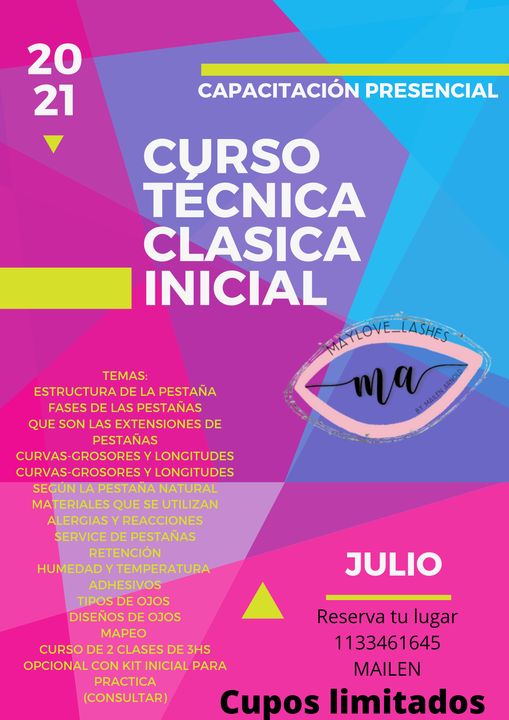 20
21
CAPACITACIÓN PRESENCIAL
CURSO
TÉCNICA
CLASICA
INICIAL
MAYLOVE_LASHES
ma
BY MAILEN ARNOLD
TEMAS:
ESTRUCTURA DE LA PESTAÑA
FASES DE LAS PESTAÑAS
QUE SON LAS EXTENSIONES DE
PESTAÑAS
CURVAS-GROSORES Y LONGITUDES
CURVAS-GROSORES Y LONGITUDES
SEGÚN LA PESTAÑA NATURAL
MATERIALES QUE SE UTILIZAN
ALERGIAS Y REACCIONES
SERVICE DE PESTAÑAS
RETENCIÓN
HUMEDAD Y TEMPERATURA
ADHESIVOS
TIPOS DE OJOS
DISEÑOS DE OJOS
MAPEO
CURSO DE 2 CLASES DE 3HS
OPCIONAL CON KIT INICIAL PARA
PRACTICA
(CONSULTAR)
JULIO
Reserva tu lugar
1133461645
MAILEN
Cupos limitados